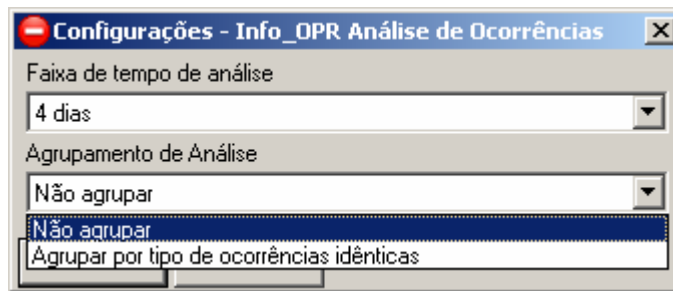 Configurações - Info_OPR Análise de Ocorrências
Faixa de tempo de análise
4 dias
Agrupamento de Análise
Não agrupar
Não agrupar
Agrupar por tipo de ocorrências idênticas